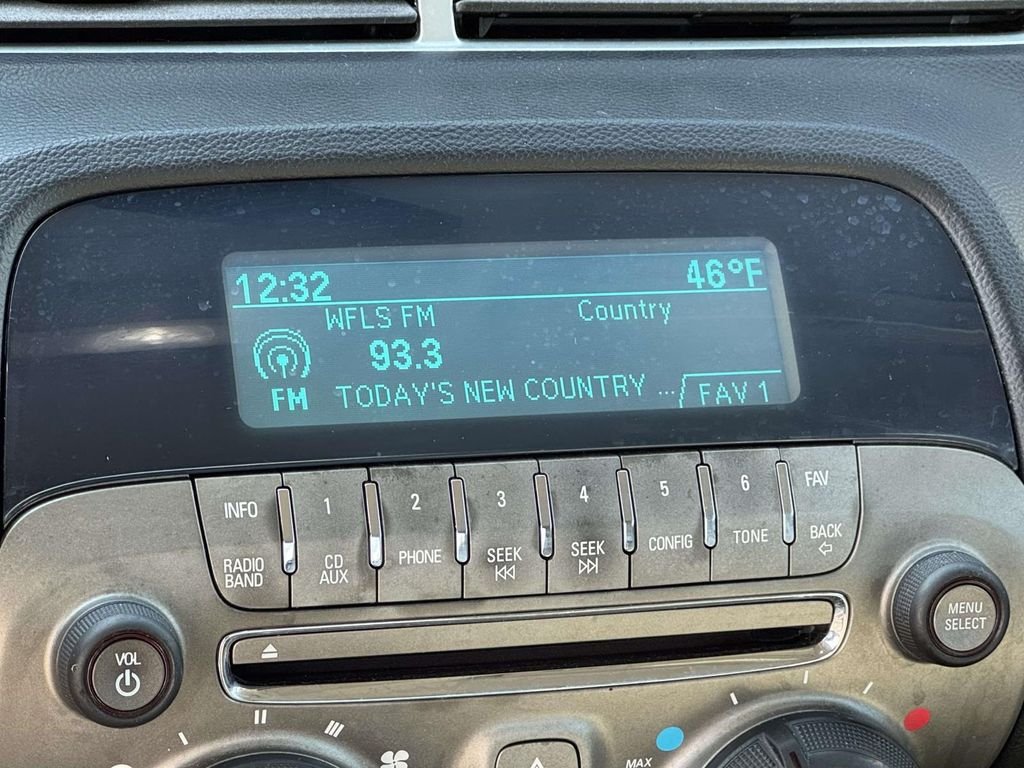 12:32 46°F
WFLS FM Country
93.3
FM TODAY'S NEW COUNTRY ... FAV 1
INFO 1 2 3 4 5 6 FAV
RADIO BAND CD AUX PHONE SEEK SEEK CONFIG TONE BACK
VOL
MENU
SELECT
MAX